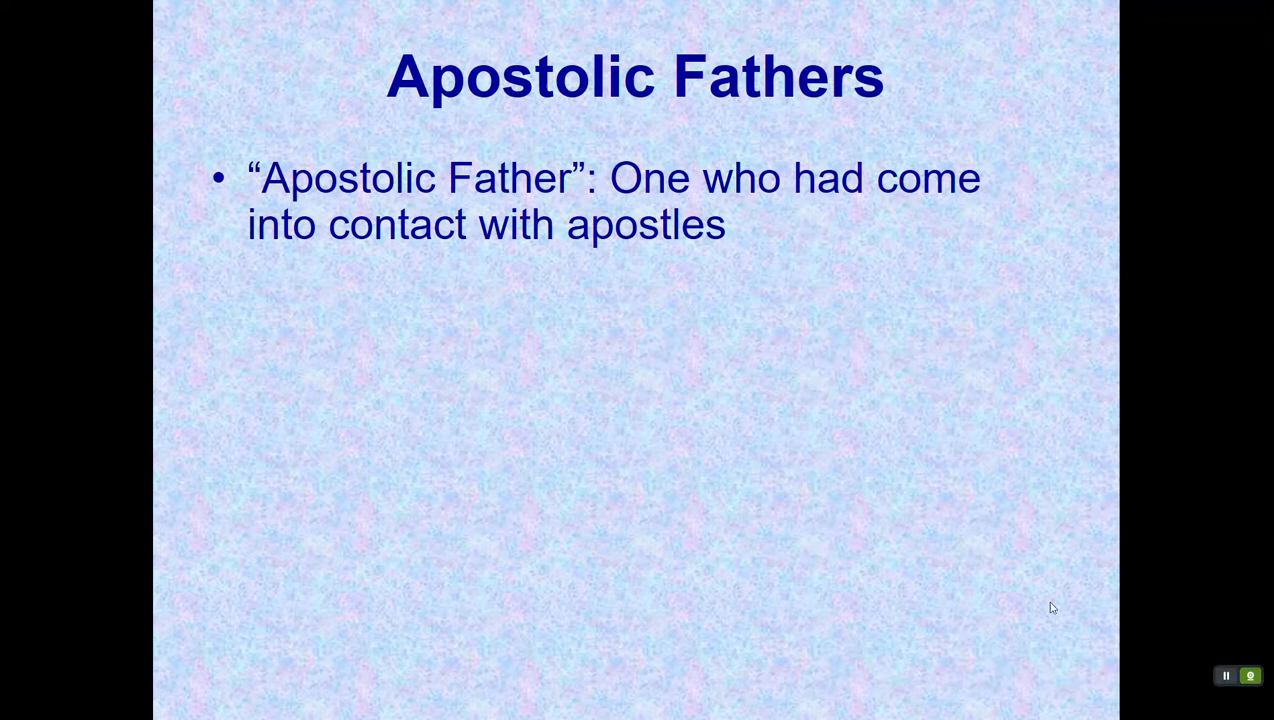 Apostolic Fathers
• “Apostolic Father”: One who had come
into contact with apostles